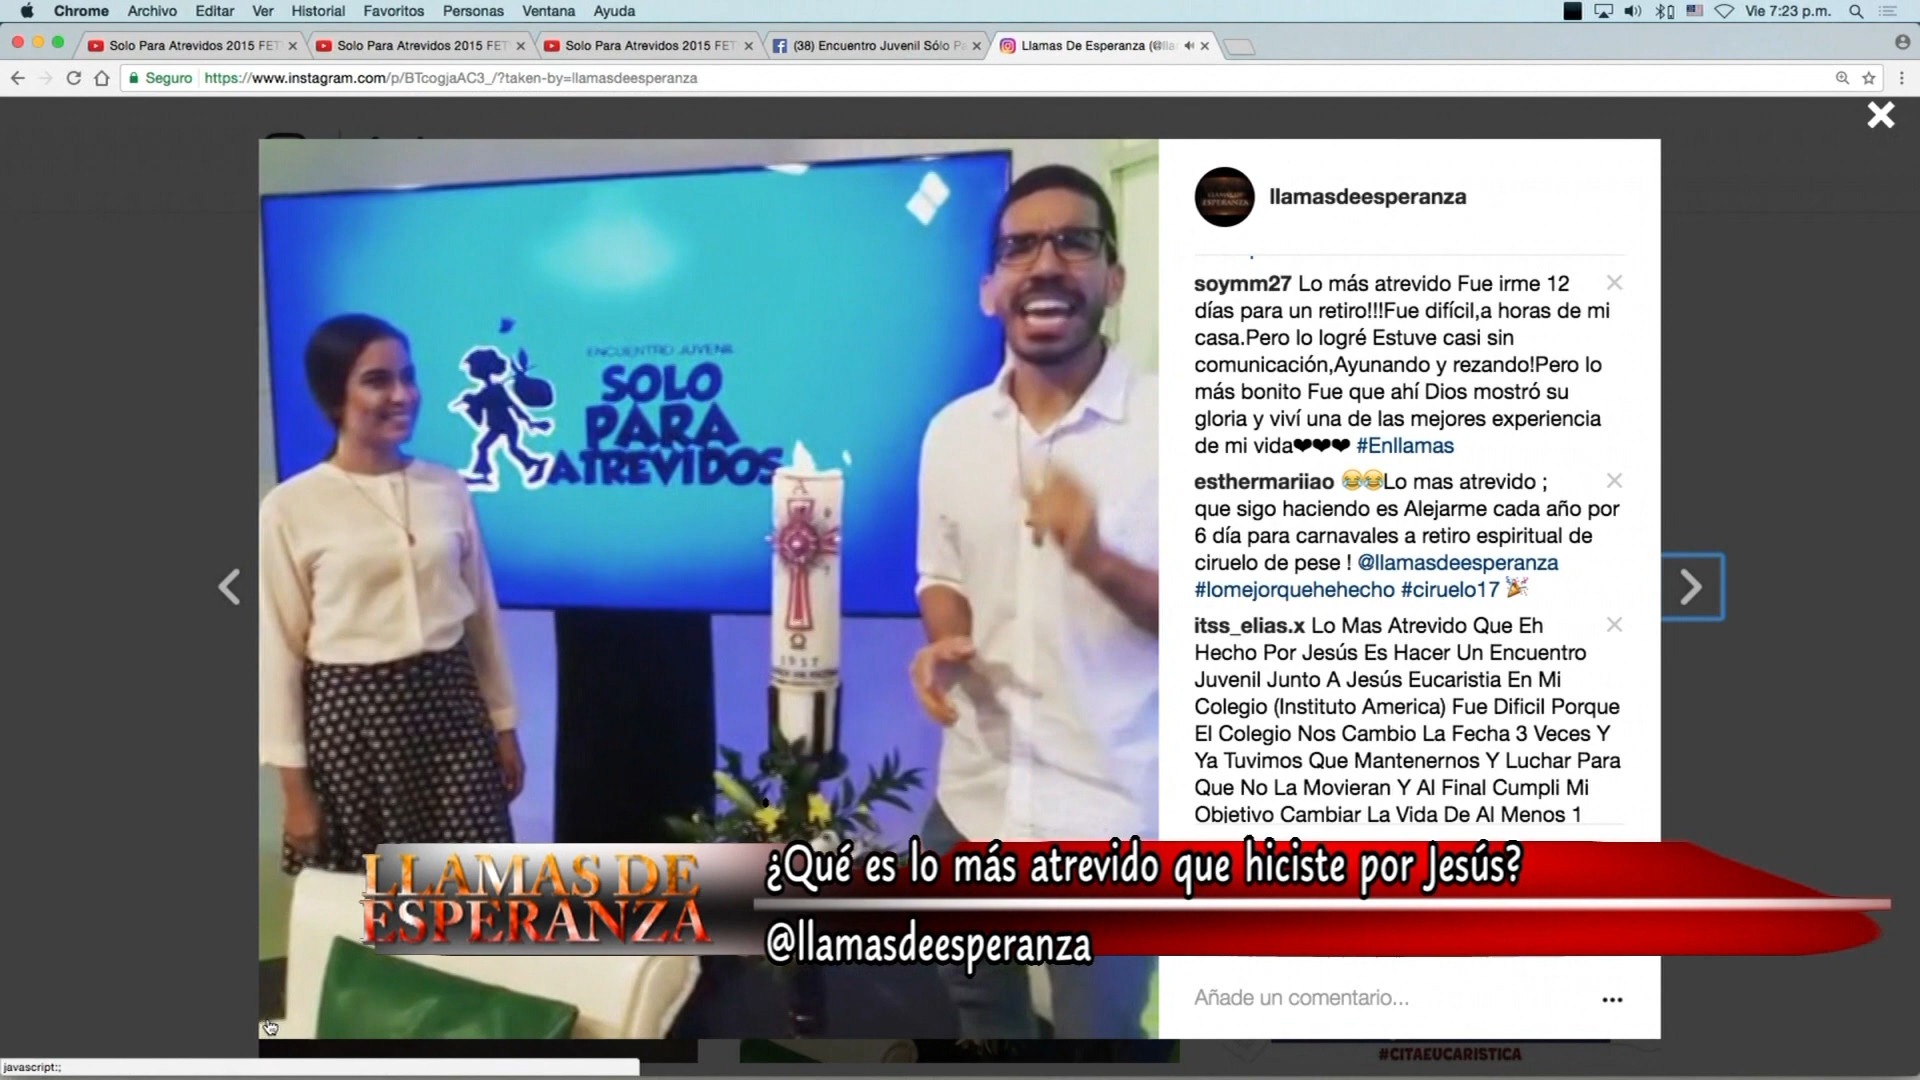 Chrome Archivo Editar Ver Historial Favoritos Personas Ventana Ayuda Vie 7:23 p.m.
Solo Para Atrevidos 2015 FET
Solo Para Atrevidos 2015 FET
Solo Para Atrevidos 2015 FET
(38) Encuentro Juvenil Sólo P
Llamas De Esperanza (@lla
Seguro https://www.instagram.com/p/BTcogjaAC3_/?taken-by=llamasdeesperanza
ENCUENTRO JUVENIL
SOLO
PARA
ATREVIDOS
A
Ω
llamasdeesperanza
soymm27 Lo más atrevido Fue irme 12
días para un retiro!!!Fue difícil,a horas de mi
casa.Pero lo logré Estuve casi sin
comunicación,Ayunando y rezando!Pero lo
más bonito Fue que ahí Dios mostró su
gloria y viví una de las mejores experiencia
de mi vida❤❤❤ #Enllamas
esthermariiao 😂😂Lo mas atrevido ;
que sigo haciendo es Alejarme cada año por
6 día para carnavales a retiro espiritual de
ciruelo de pese ! @llamasdeesperanza
#lomejorquehehecho #ciruelo17 🎉
itss_elias.x Lo Mas Atrevido Que Eh
Hecho Por Jesús Es Hacer Un Encuentro
Juvenil Junto A Jesús Eucaristia En Mi
Colegio (Instituto America) Fue Dificil Porque
El Colegio Nos Cambio La Fecha 3 Veces Y
Ya Tuvimos Que Mantenernos Y Luchar Para
Que No La Movieran Y Al Final Cumpli Mi
Objetivo Cambiar La Vida De Al Menos 1
LLAMAS DE
ESPERANZA
¿Qué es lo más atrevido que hiciste por Jesús?
@llamasdeesperanza
Añade un comentario...
#CITAEUCARISTICA
javascript:;